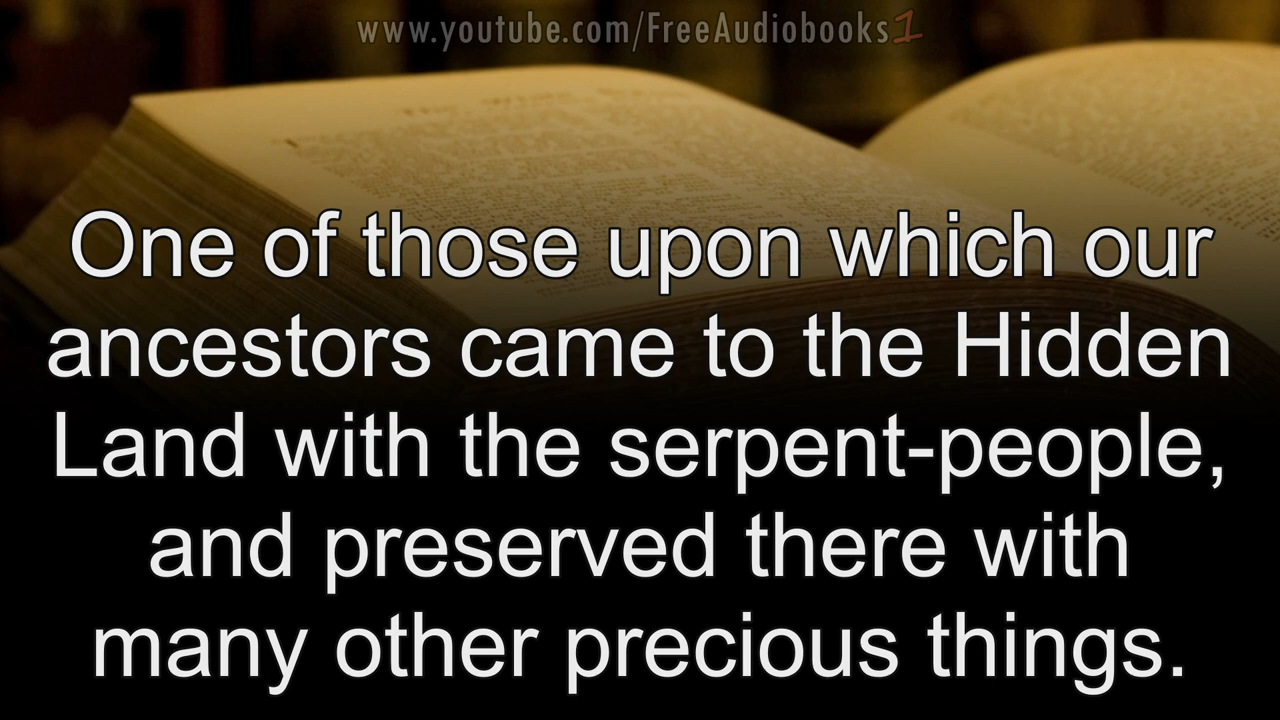 www.youtube.com/FreeAudiobooks1
One of those upon which our
ancestors came to the Hidden
Land with the serpent-people,
and preserved there with
many other precious things.